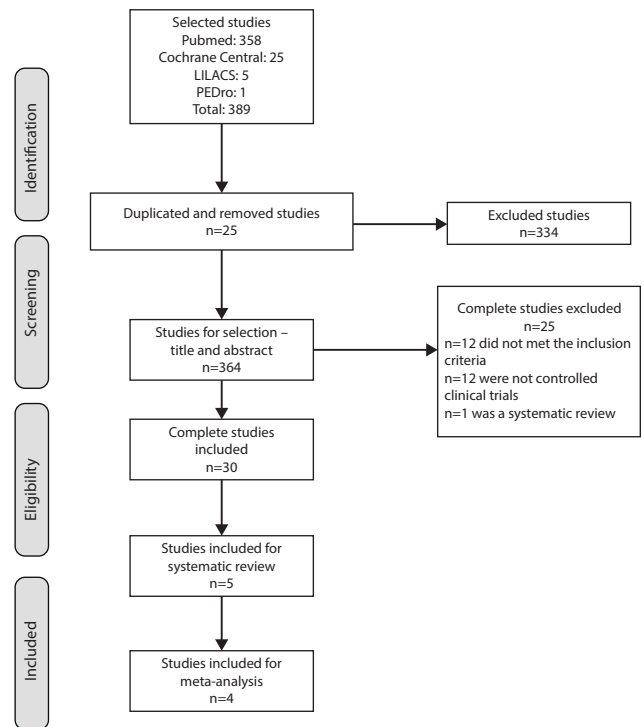 Selected studies
Pubmed: 358
Cochrane Central: 25
LILACS: 5
PEDro: 1
Total: 389
Identification
Duplicated and removed studies
n=25
Excluded studies
n=334
Screening
Studies for selection –
title and abstract
n=364
Complete studies excluded
n=25
n=12 did not met the inclusion
criteria
n=12 were not controlled
clinical trials
n=1 was a systematic review
Eligibility
Complete studies
included
n=30
Studies included for
systematic review
n=5
Included
Studies included for
meta-analysis
n=4